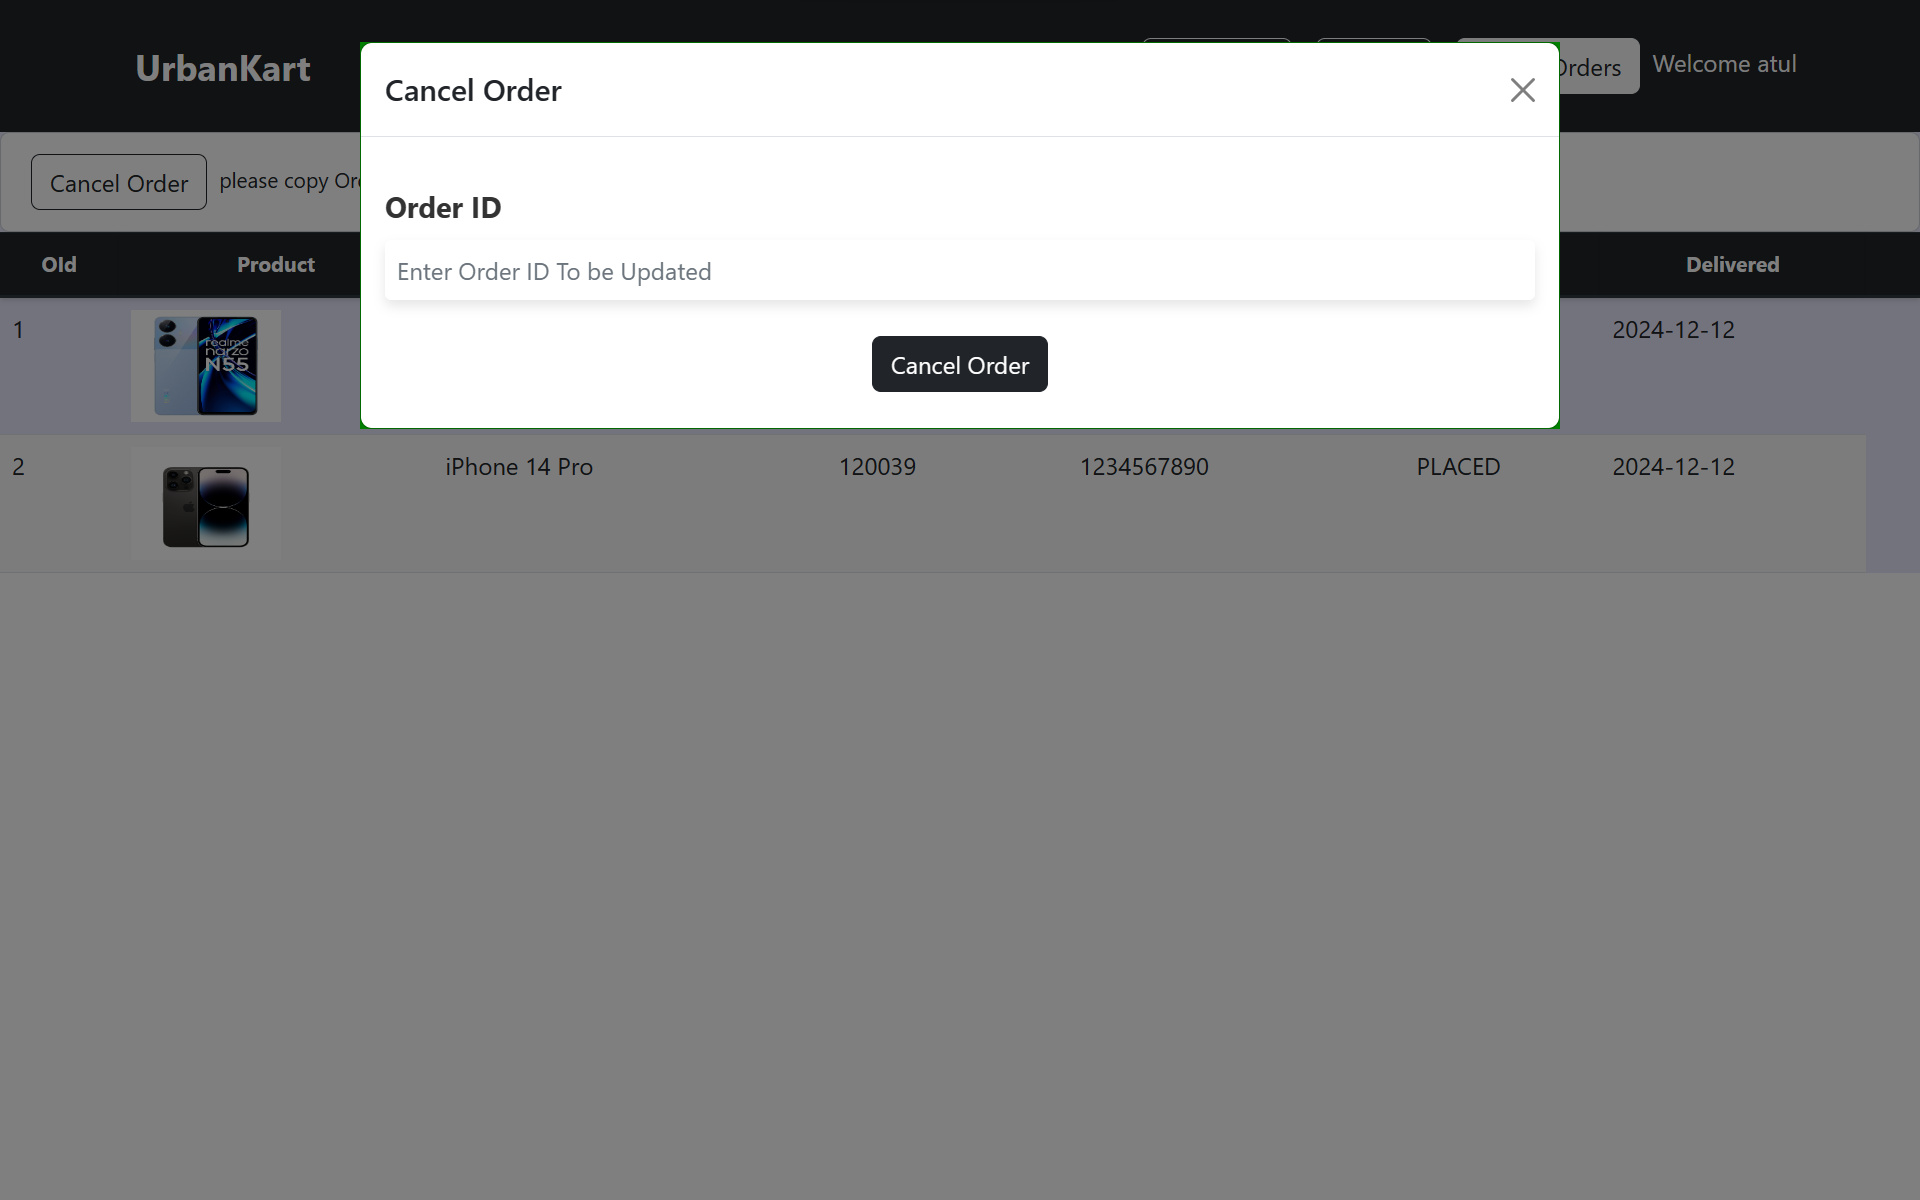 UrbanKart
Orders
Welcome atul
Cancel Order
Cancel Order
please copy Or
Order ID
Enter Order ID To be Updated
Cancel Order
OId
Product
Delivered
1
realme
narzo
N55
2024-12-12
2
iPhone 14 Pro
120039
1234567890
PLACED
2024-12-12